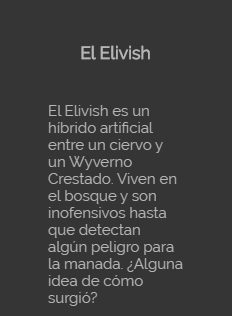 El Elivish
El Elivish es un
híbrido artificial
entre un ciervo y
un Wyverno
Crestado. Viven en
el bosque y son
inofensivos hasta
que detectan
algún peligro para
la manada. ¿Alguna
idea de cómo
surgió?